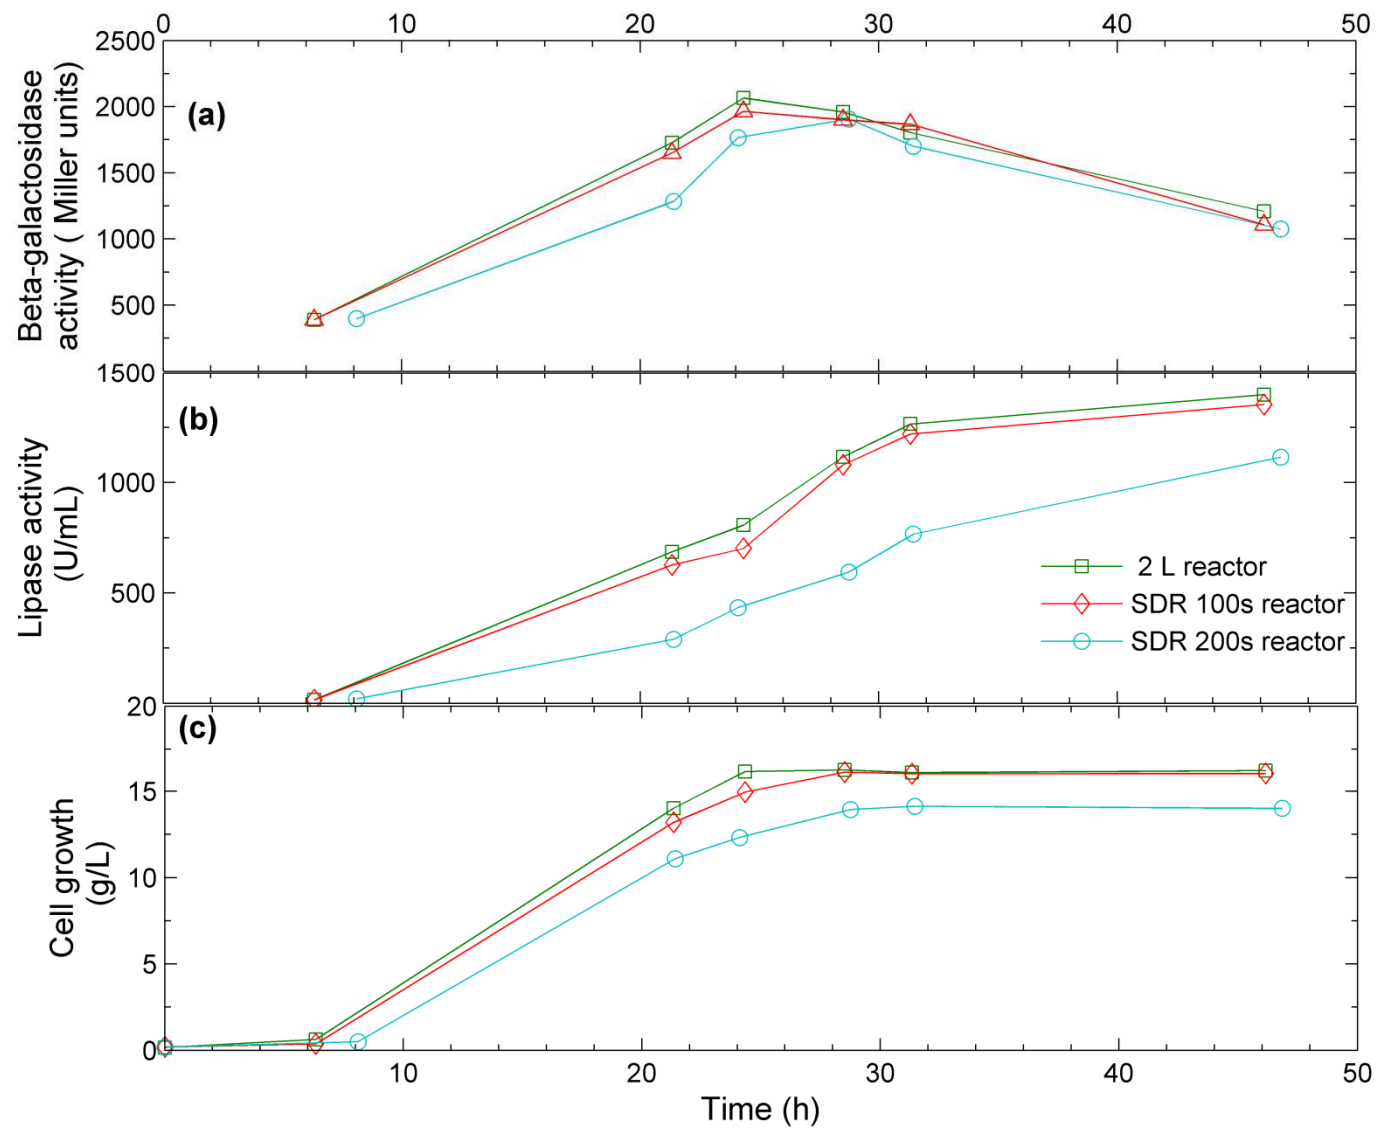 0 10 20 30 40 50
2500
2000
1500
1000
500
Beta-galactosidase
activity ( Miller units)
(a)
1500
1000
500
Lipase activity
(U/mL)
(b)
2 L reactor
SDR 100s reactor
SDR 200s reactor
20
15
10
5
0
Cell growth
(g/L)
(c)
10 20 30 40 50
Time (h)